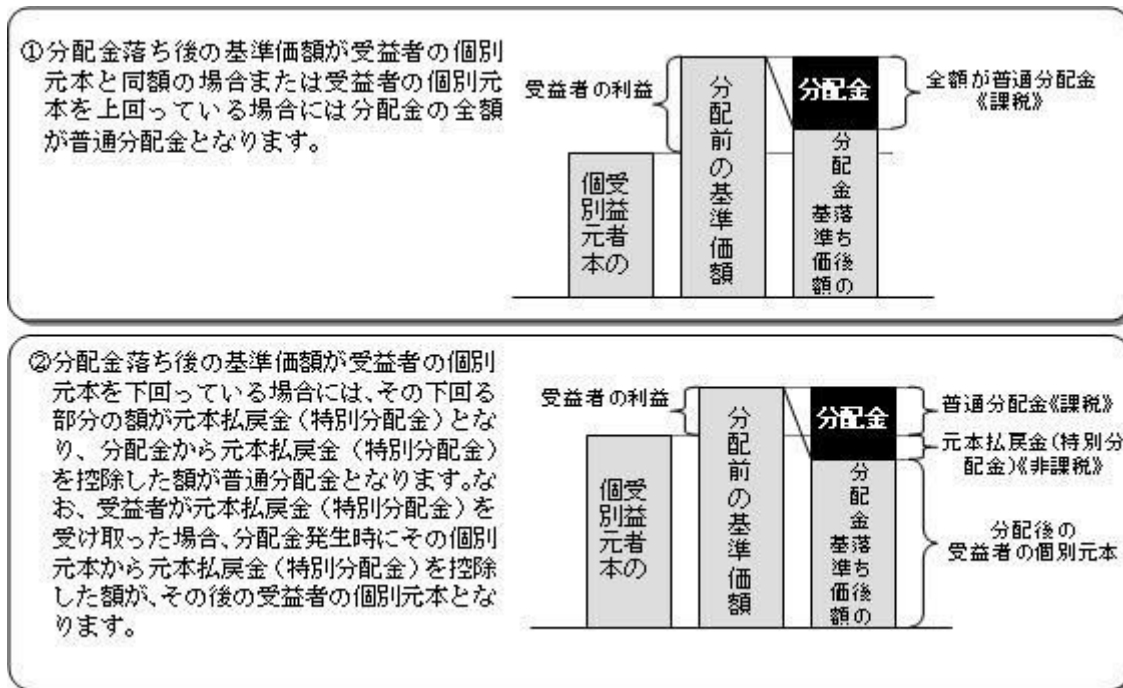 ①分配金落ち後の基準価額が受益者の個別
元本と同額の場合または受益者の個別元
本を上回っている場合には分配金の全額
が普通分配金となります。
受益者の利益
個別元本
受益者の
分配前の基準価額
分配金
基準価額
分配金落ち後の
全額が普通分配金
《課税》
②分配金落ち後の基準価額が受益者の個別
元本を下回っている場合には、その下回る
部分の額が元本払戻金（特別分配金）とな
り、分配金から元本払戻金（特別分配金）
を控除した額が普通分配金となります。な
お、受益者が元本払戻金（特別分配金）を
受け取った場合、分配金発生時にその個別
元本から元本払戻金（特別分配金）を控除
した額が、その後の受益者の個別元本とな
ります。
受益者の利益
受益者の
個別元本
分配前の基準価額
分配金
分配金落ち後の
基準価額
普通分配金《課税》
元本払戻金（特別分
配金）《非課税》
分配後の
受益者の個別元本